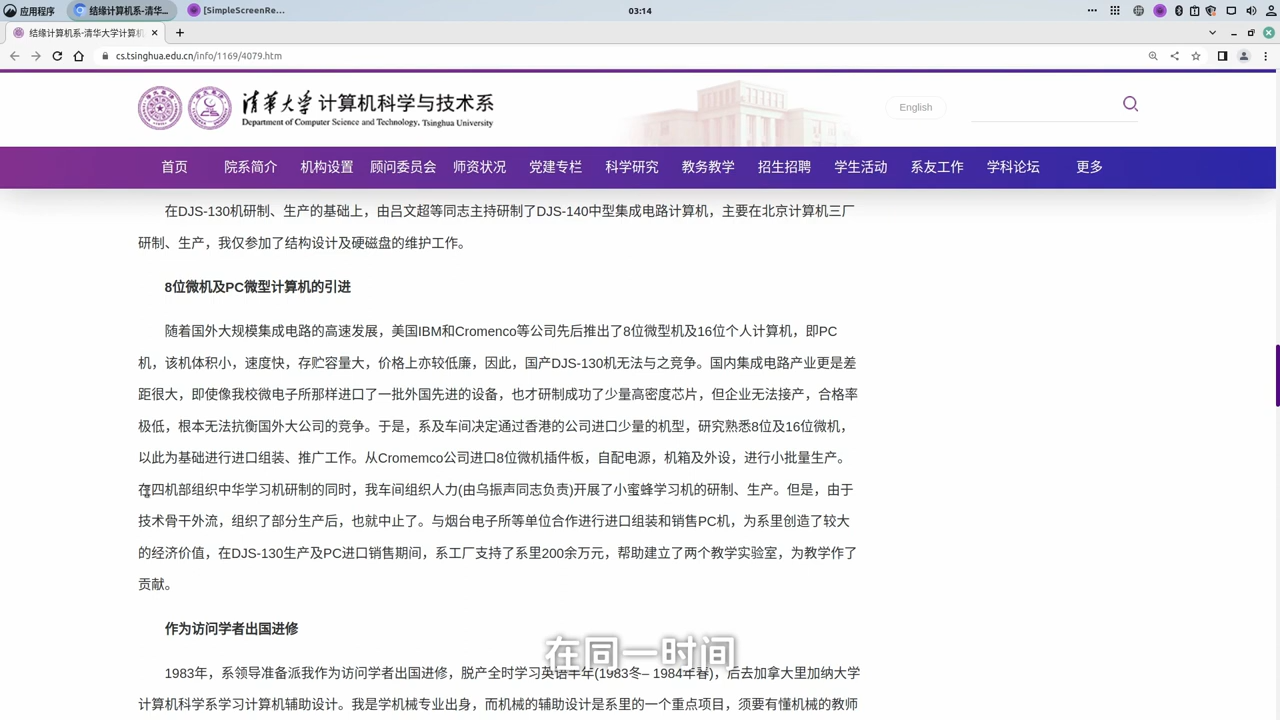 应用程序
结缘计算机系-清华...
[SimpleScreenRe...
03:14
结缘计算机系-清华大学计算机
cs.tsinghua.edu.cn/info/1169/4079.htm
清华大学 计算机科学与技术系
Department of Computer Science and Technology, Tsinghua University
English
首页 院系简介 机构设置 顾问委员会 师资状况 党建专栏 科学研究 教务教学 招生招聘 学生活动 系友工作 学科论坛 更多
在DJS-130机研制、生产的基础上，由吕文超等同志主持研制了DJS-140中型集成电路计算机，主要在北京计算机三厂
研制、生产，我仅参加了结构设计及硬磁盘的维护工作。
8位微机及PC微型计算机的引进
随着国外大规模集成电路的高速发展，美国IBM和Cromenco等公司先后推出了8位微型机及16位个人计算机，即PC
机，该机体积小，速度快，存贮容量大，价格上亦较低廉，因此，国产DJS-130机无法与之竞争。国内集成电路产业更是差
距很大，即使像我校微电子所那样进口了一批外国先进的设备，也才研制成功了少量高密度芯片，但企业无法接产，合格率
极低，根本无法抗衡国外大公司的竞争。于是，系及车间决定通过香港的公司进口少量的机型，研究熟悉8位及16位微机，
以此为基础进行进口组装、推广工作。从Cromemco公司进口8位微机插件板，自配电源，机箱及外设，进行小批量生产。
在四机部组织中华学习机研制的同时，我车间组织人力(由乌振声同志负责)开展了小蜜蜂学习机的研制、生产。但是，由于
技术骨干外流，组织了部分生产后，也就中止了。与烟台电子所等单位合作进行进口组装和销售PC机，为系里创造了较大
的经济价值，在DJS-130生产及PC进口销售期间，系工厂支持了系里200余万元，帮助建立了两个教学实验室，为教学作了
贡献。
作为访问学者出国进修
在同一时间
1983年，系领导准备派我作为访问学者出国进修，脱产全时学习英语半年(1983冬– 1984年春)，后去加拿大里加纳大学
计算机科学系学习计算机辅助设计。我是学机械专业出身，而机械的辅助设计是系里的一个重点项目，须要有懂机械的教师